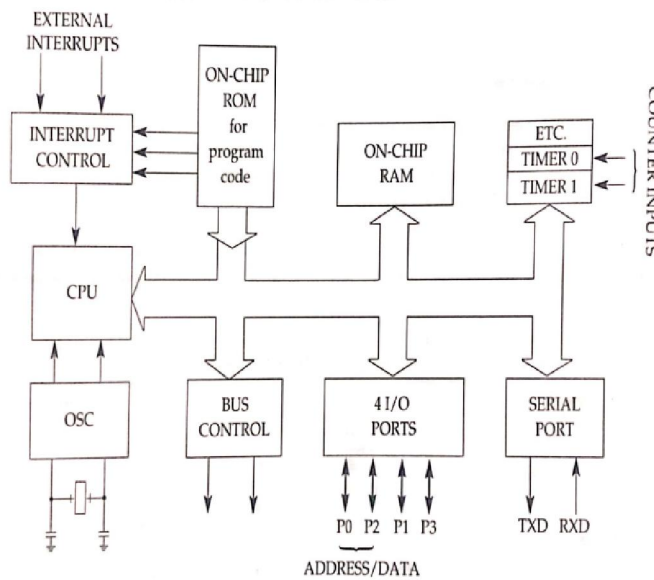 EXTERNAL
INTERRUPTS
INTERRUPT
CONTROL
ON-CHIP
ROM
for
program
code
ON-CHIP
RAM
ETC.
TIMER 0
TIMER 1
COUNTER INPUTS
CPU
OSC
BUS
CONTROL
4 I/O
PORTS
SERIAL
PORT
P0 P2 P1 P3
TXD RXD
ADDRESS/DATA